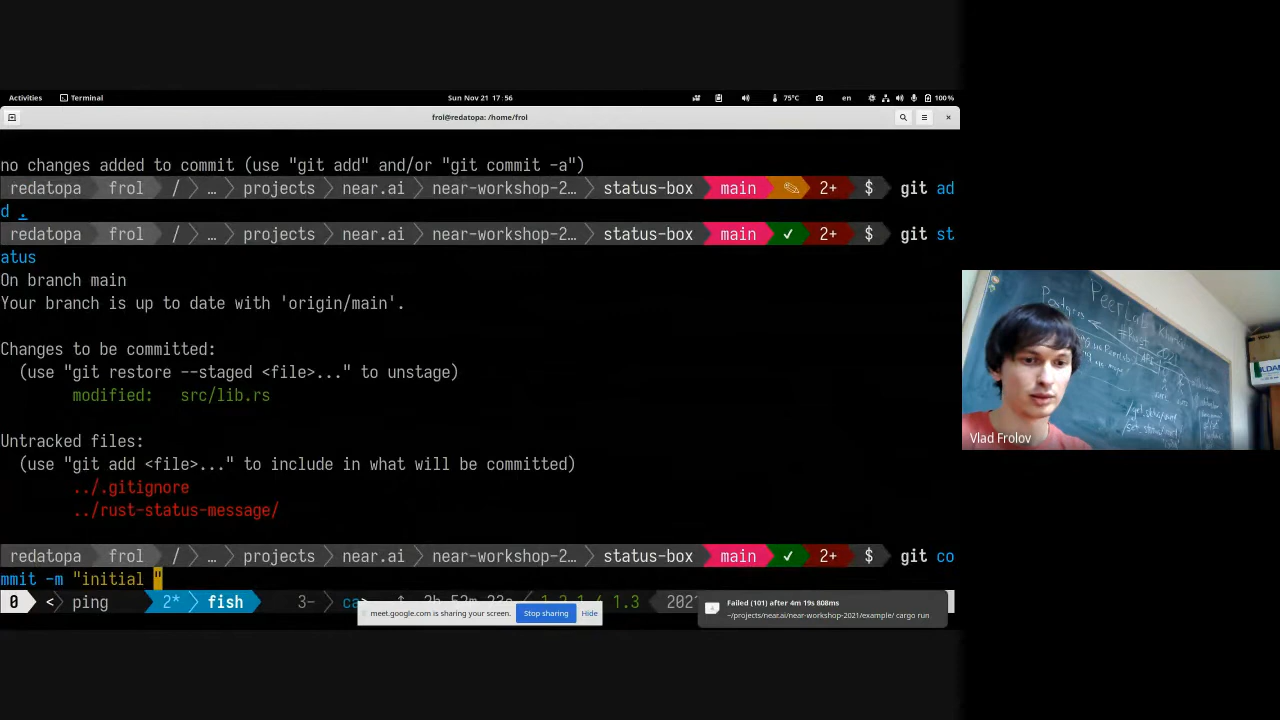 Activities Terminal Sun Nov 21 17:56 75°C en 100%
frol@redatopa: /home/frol
no changes added to commit (use "git add" and/or "git commit -a")
redatopa frol / … projects near.ai near-workshop-2… status-box main ✎ 2+ $ git ad
d .
redatopa frol / … projects near.ai near-workshop-2… status-box main ✓ 2+ $ git st
atus
On branch main
Your branch is up to date with 'origin/main'.
Changes to be committed:
(use "git restore --staged <file>..." to unstage)
modified: src/lib.rs
Untracked files:
(use "git add <file>..." to include in what will be committed)
../.gitignore
../rust-status-message/
redatopa frol / … projects near.ai near-workshop-2… status-box main ✓ 2+ $ git co
mmit -m "initial "
0 < ping 2* fish 3- ca
meet.google.com is sharing your screen. Stop sharing Hide
Failed (101) after 4m 19s 808ms
~/projects/near.ai/near-workshop-2021/example/ cargo run
PeerLab
Postgres
Vlad Frolov